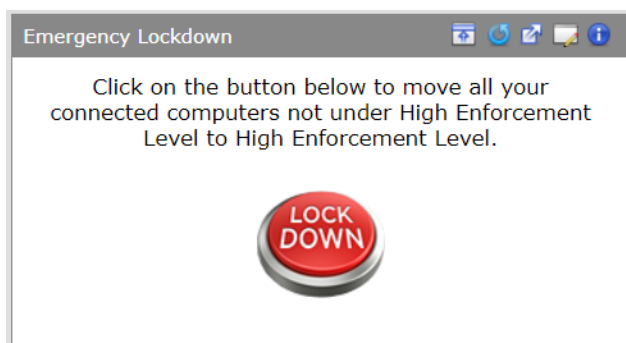 Emergency Lockdown
Click on the button below to move all your
connected computers not under High Enforcement
Level to High Enforcement Level.
LOCK
DOWN